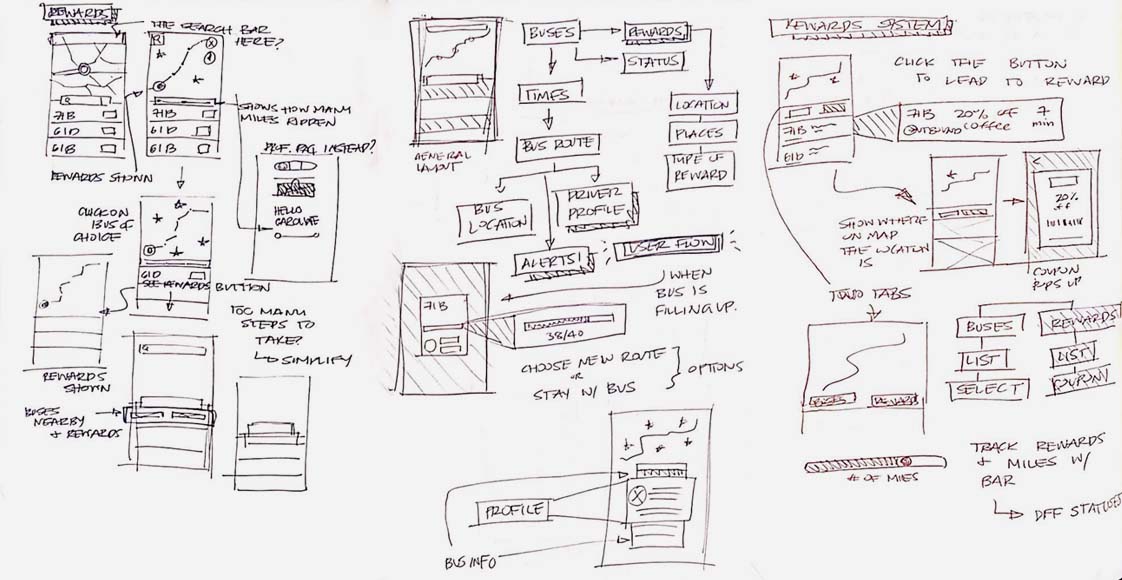 REWARDS
THE SEARCH BAR
HERE?
71B
61D
61B
71B
61D
61B
SHOWS HOW MANY
MILES RIDDEN
REWARDS SHOWN
PROF. PAG INSTEAD?
HELLO
CAROLINE
CLICK ON
BUS OF
CHOICE
61D
SEE REWARDS BUTTON
REWARDS
SHOWN
TOO MANY
STEPS TO
TAKE?
SIMPLIFY
BUSES
NEARBY
& REWARDS
GENERAL
LAYOUT
BUSES
REWARDS
STATUS
TIMES
LOCATION
PLACES
TYPE OF
REWARD
BUS ROUTE
BUS
LOCATION
DRIVER
PROFILE
ALERTS!
USER FLOW
WHEN
BUS IS
FILLING UP.
71B
38/40
CHOOSE NEW ROUTE
OR
STAY W/ BUS
OPTIONS
PROFILE
BUS INFO
REWARDS SYSTEM
CLICK THE BUTTON
TO LEAD TO REWARD
71B
61D
71B 20% OFF 7
OUTBOUND COFFEE min
SHOW WHERE
ON MAP
THE LOCATION
IS
20%
off
COUPON
POPS UP
TWO TABS
BUSES
REWARD
BUSES
LIST
SELECT
REWARDS
LIST
COUPON
TRACK REWARDS
& MILES W/
BAR
# OF MILES
DFF STATUSES